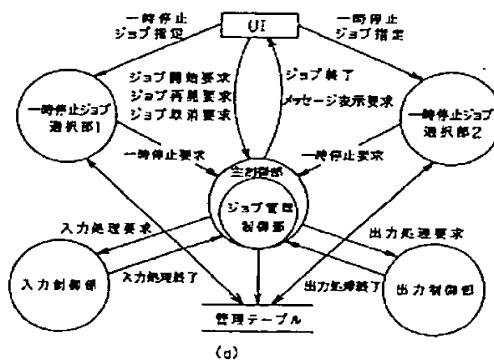 一時停止
ジョブ指定
UI
一時停止
ジョブ指定
ジョブ開始要求
ジョブ再開要求
ジョブ取消要求
ジョブ終了
メッセージ表示要求
一時停止ジョブ
選択部1
一時停止ジョブ
選択部2
一時停止要求
一時停止要求
主制御部
ジョブ管理
制御部
入力処理要求
出力処理要求
入力制御部
入力処理終了
出力処理終了
出力制御部
管理テーブル
(a)